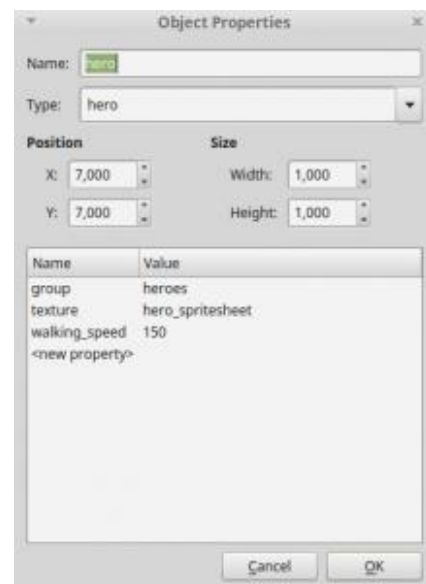 Object Properties
Name: hero
Type: hero
Position Size
X: 7,000 Width: 1,000
Y: 7,000 Height: 1,000
Name Value
group heroes
texture hero_spritesheet
walking_speed 150
<new property>
Cancel OK